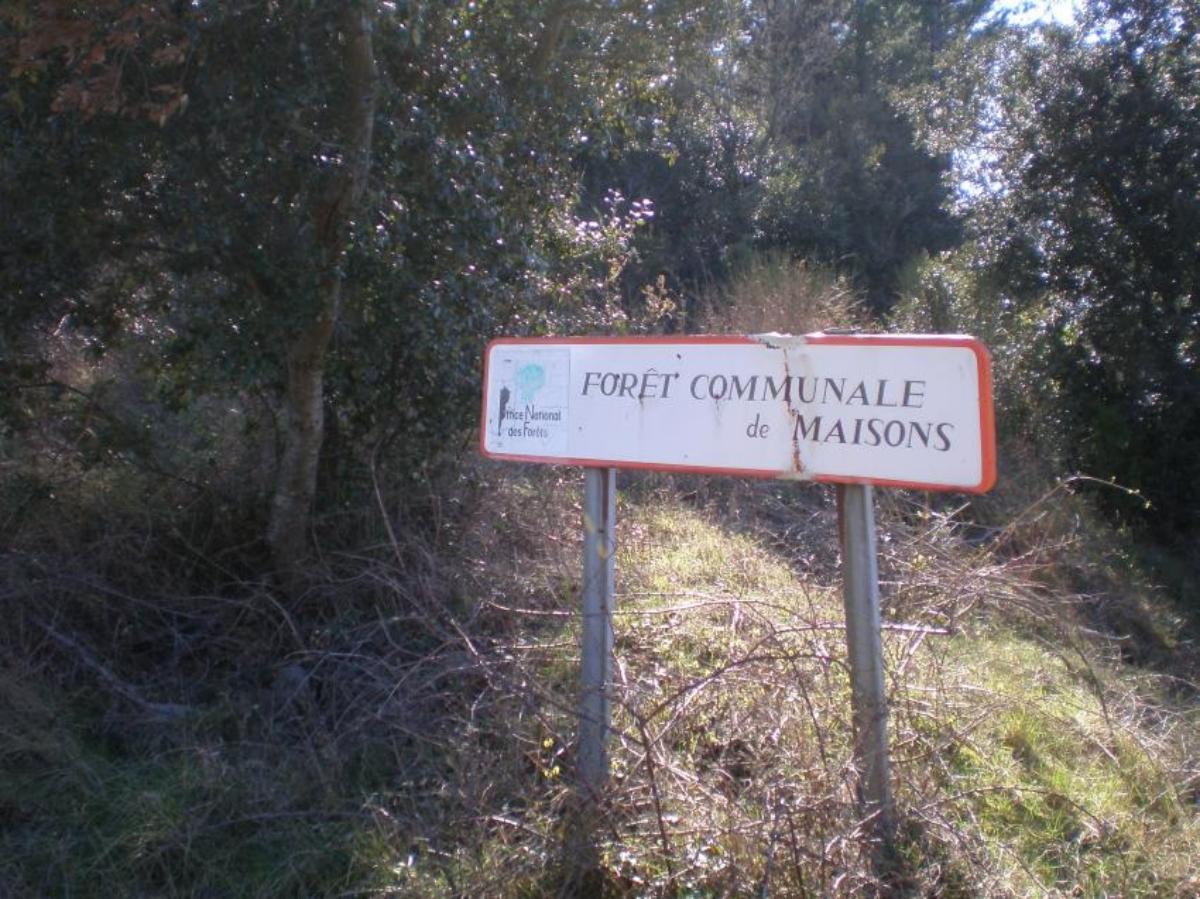 FORÊT COMMUNALE
de MAISONS
Office National
des Forêts